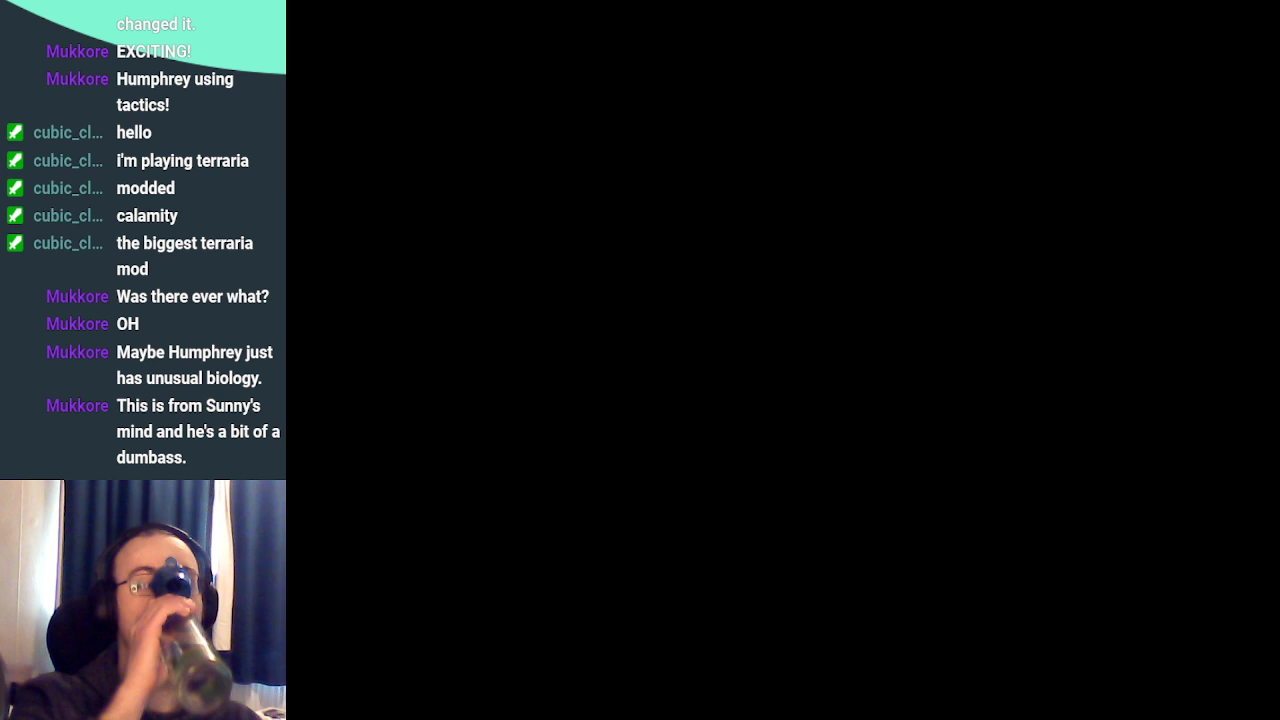 changed it.
Mukkore EXCITING!
Mukkore Humphrey using
tactics!
cubic_cl... hello
cubic_cl... i'm playing terraria
cubic_cl... modded
cubic_cl... calamity
cubic_cl... the biggest terraria
mod
Mukkore Was there ever what?
Mukkore OH
Mukkore Maybe Humphrey just
has unusual biology.
Mukkore This is from Sunny's
mind and he's a bit of a
dumbass.